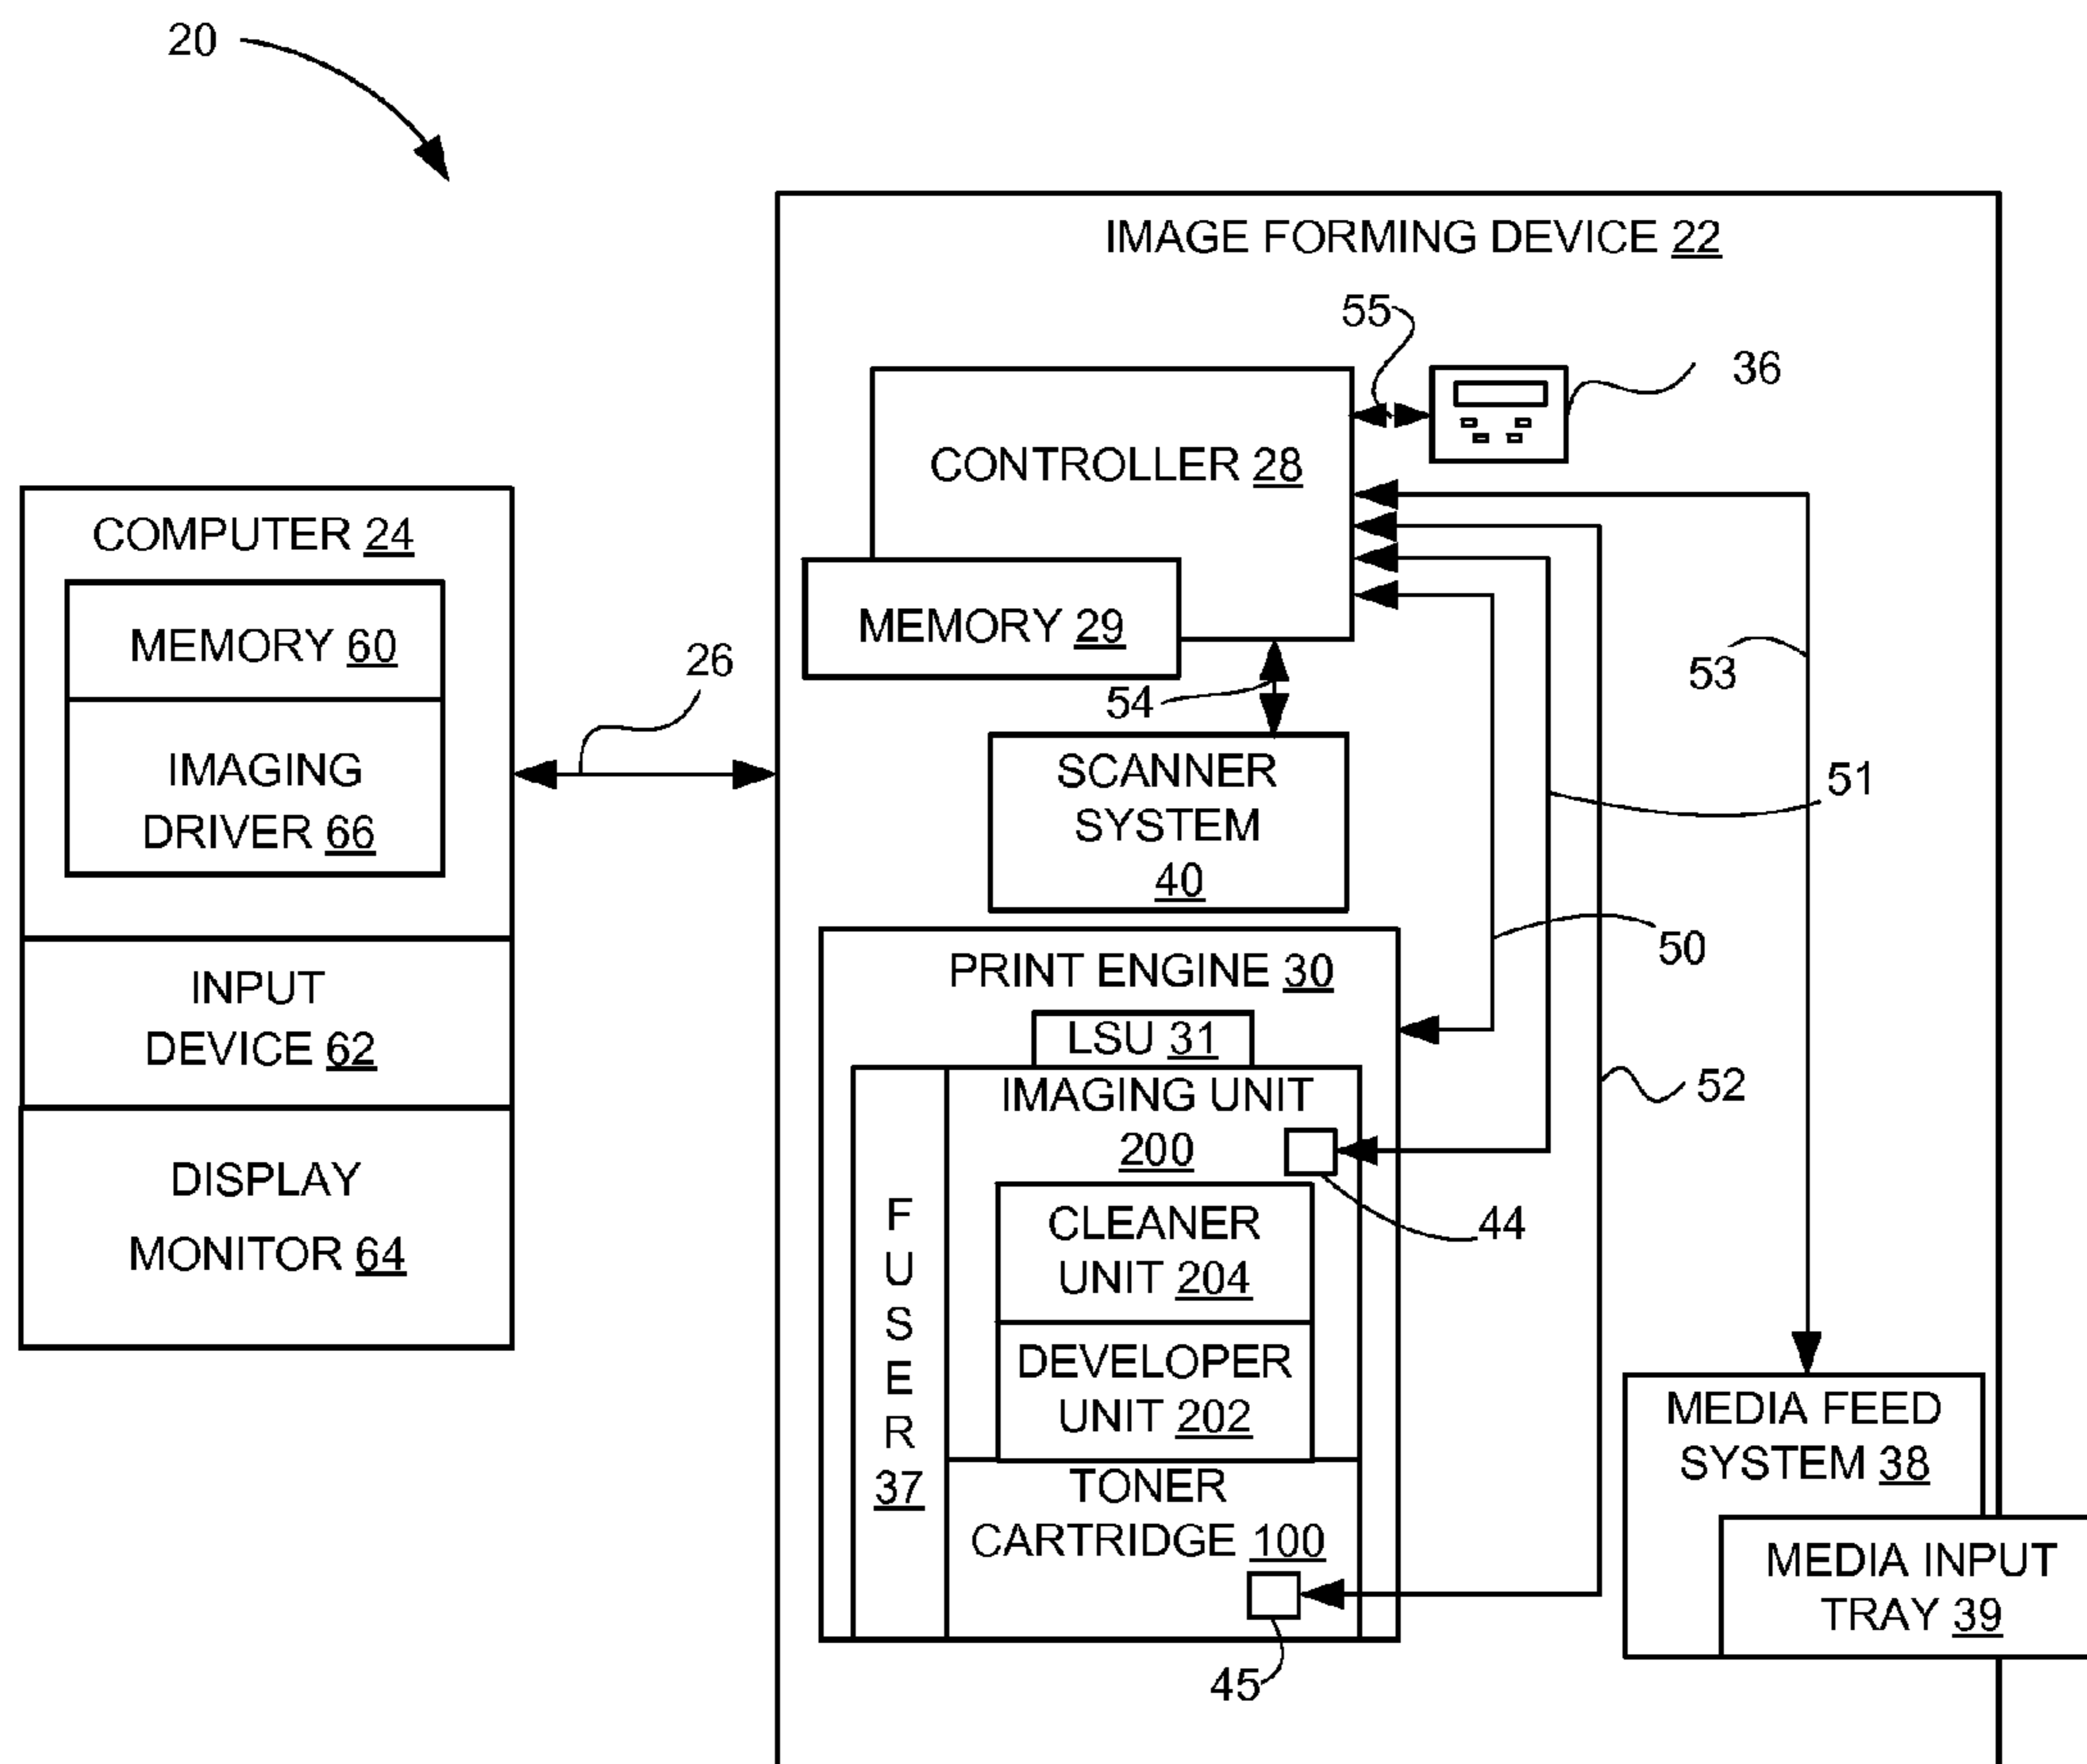 20
IMAGE FORMING DEVICE 22
55
36
CONTROLLER 28
MEMORY 29
54
53
51
SCANNER
SYSTEM
40
50
COMPUTER 24
MEMORY 60
IMAGING
DRIVER 66
26
INPUT
DEVICE 62
DISPLAY
MONITOR 64
PRINT ENGINE 30
LSU 31
IMAGING UNIT
200
52
44
FUSER
37
CLEANER
UNIT 204
DEVELOPER
UNIT 202
TONER
CARTRIDGE 100
45
MEDIA FEED
SYSTEM 38
MEDIA INPUT
TRAY 39